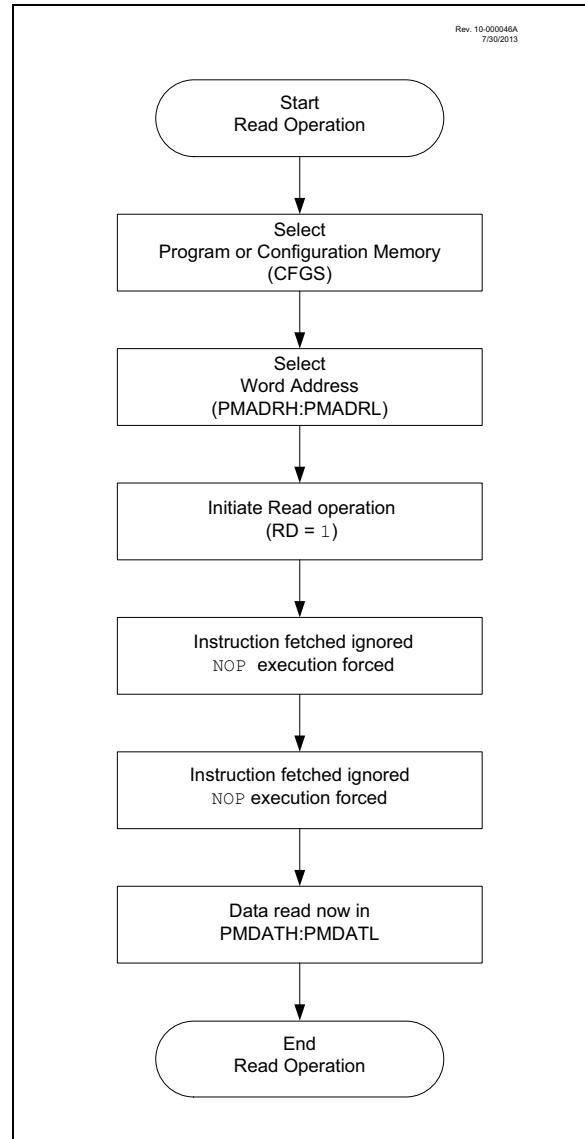 Rev. 10-000046A
7/30/2013
Start
Read Operation
Select
Program or Configuration Memory
(CFGS)
Select
Word Address
(PMADRH:PMADRL)
Initiate Read operation
(RD = 1)
Instruction fetched ignored
NOP execution forced
Instruction fetched ignored
NOP execution forced
Data read now in
PMDATH:PMDATL
End
Read Operation